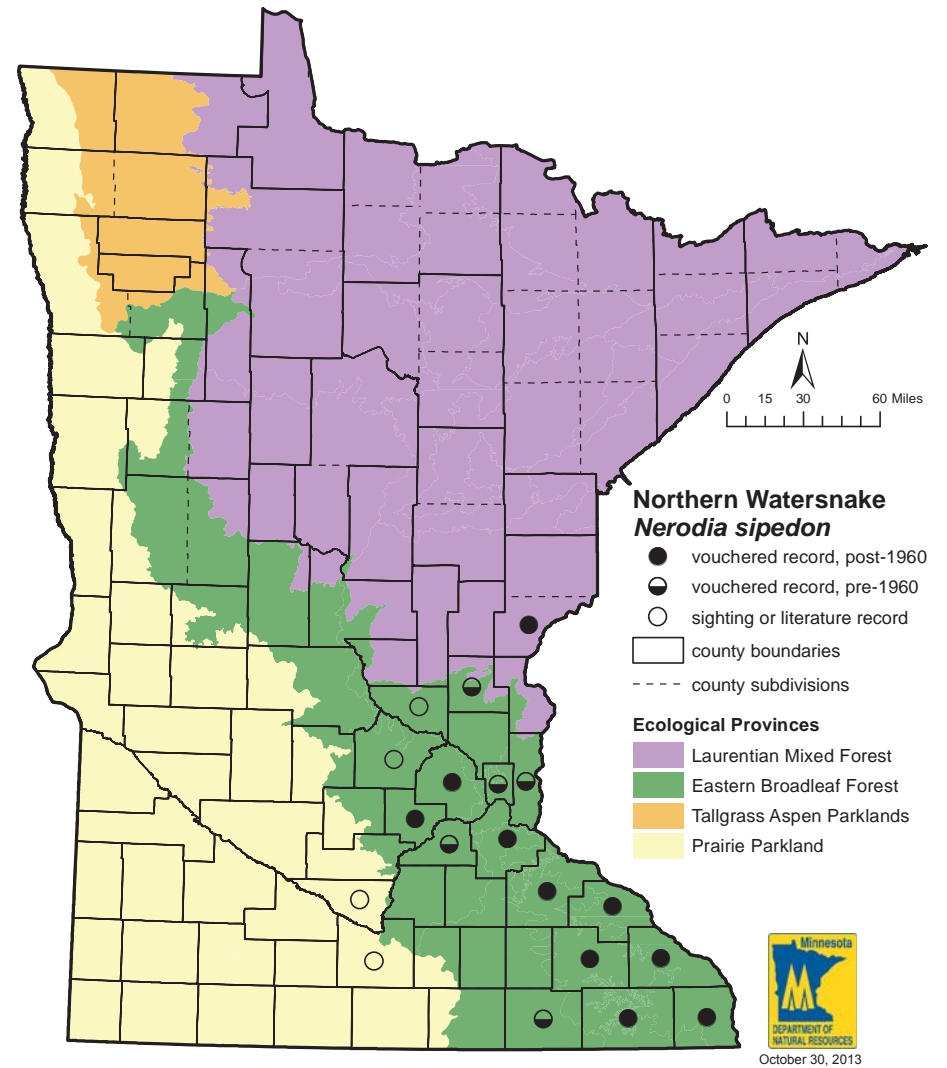 N
0 15 30 60 Miles
Northern Watersnake
Nerodia sipedon
vouchered record, post-1960
vouchered record, pre-1960
sighting or literature record
county boundaries
county subdivisions
Ecological Provinces
Laurentian Mixed Forest
Eastern Broadleaf Forest
Tallgrass Aspen Parklands
Prairie Parkland
Minnesota
M
DEPARTMENT OF
NATURAL RESOURCES
October 30, 2013